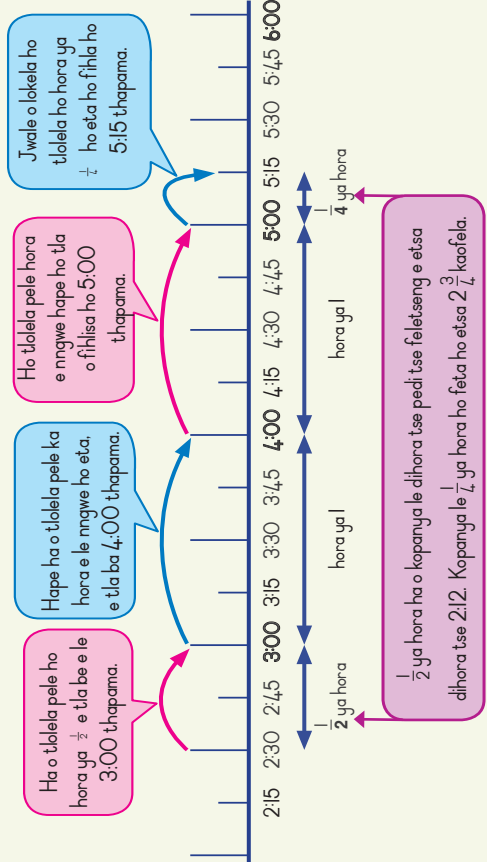 Ha o tlolela pele ho
hora ya 1/2 e tla be e le
3:00 thapama.
Hape ha o tlolela pele ka
hora e le nngwe ho eta,
e tla ba 4:00 thapama.
Ho tlolela pele hora
e nngwe hape ho tla
o fihlisa ho 5:00
thapama.
Jwale o lokela ho
tlolela ho hora ya
1/4 ho eta ho fihla ho
5:15 thapama.
2:15 2:30 2:45 3:00 3:15 3:30 3:45 4:00 4:15 4:30 4:45 5:00 5:15 5:30 5:45 6:00
1/2 ya hora
hora ya 1
hora ya 1
1/4 ya hora
1/2 ya hora ha o kopanya le dihora tse pedi tse feletseng e etsa
dihora tse 2:12. Kopanya le 1/4 ya hora ho feta ho etsa 2 3/4 kaofela.